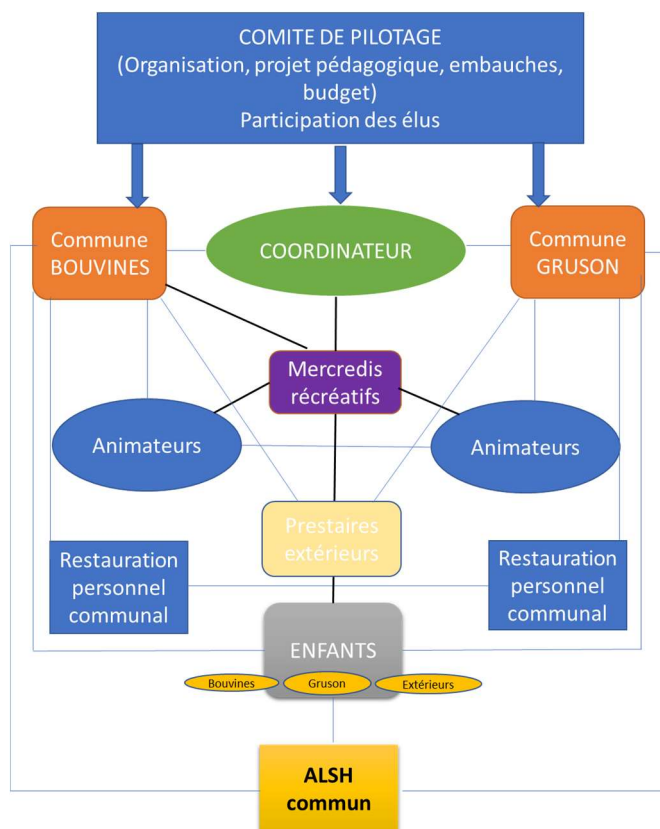 COMITE DE PILOTAGE
(Organisation, projet pédagogique, embauches,
budget)
Participation des élus
Commune
BOUVINES
COORDINATEUR
Commune
GRUSON
Mercredis
récréatifs
Animateurs
Animateurs
Prestaires
extérieurs
Restauration
personnel
communal
Restauration
personnel
communal
ENFANTS
Bouvines
Gruson
Extérieurs
ALSH
commun